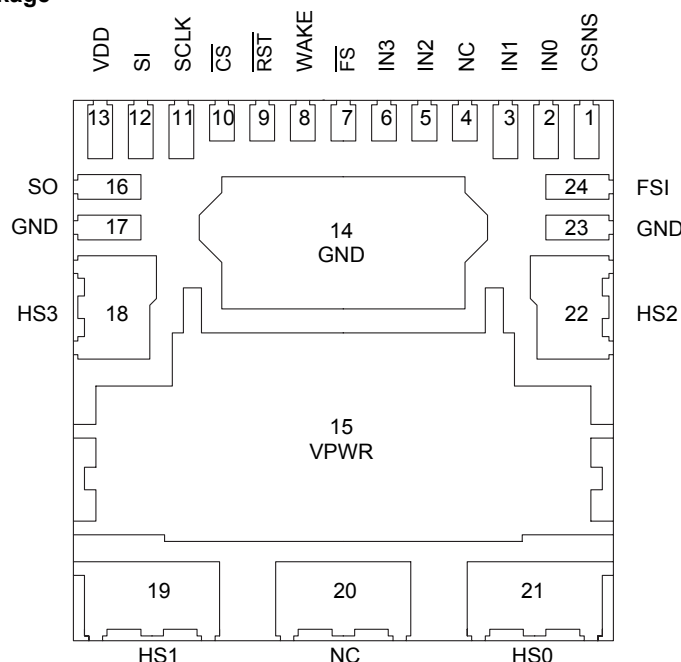 VDD SI SCLK CS RST WAKE FS IN3 IN2 NC IN1 IN0 CSNS
13 12 11 10 9 8 7 6 5 4 3 2 1
SO 16 24 FSI
GND 17 14 23 GND
GND
HS3 18 22 HS2
15
VPWR
19 20 21
HS1 NC HS0